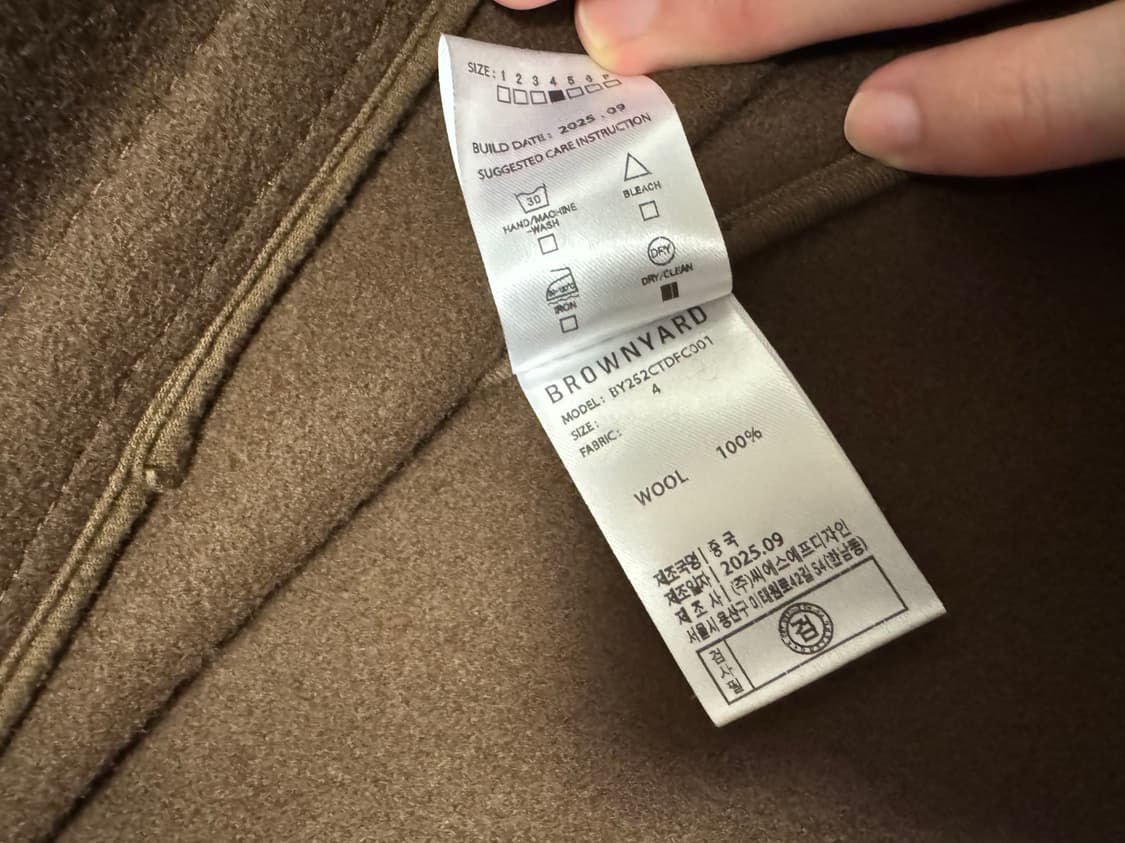 SIZE: 1 2 3 4 5 6 F
BUILD DATE: 2025.09
SUGGESTED CARE INSTRUCTION
30
HAND/MACHINE
-WASH
BLEACH
IRON
DRY
DRY/CLEAN
BROWNYARD
MODEL: BY252CTDFC001
SIZE: 4
FABRIC:
WOOL 100%
제조국명 | 중국
제조일자 | 2025.09
제 조 사 | (주)씨에스에프디자인
서울시 용산구 이태원로42길 54(한남동)
검사필
검